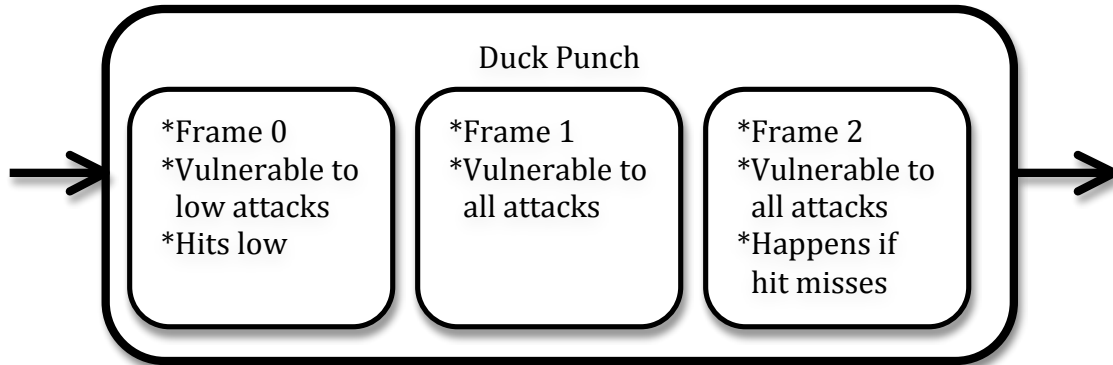 Duck Punch
*Frame 0
*Vulnerable to
low attacks
*Hits low
*Frame 1
*Vulnerable to
all attacks
*Frame 2
*Vulnerable to
all attacks
*Happens if
hit misses